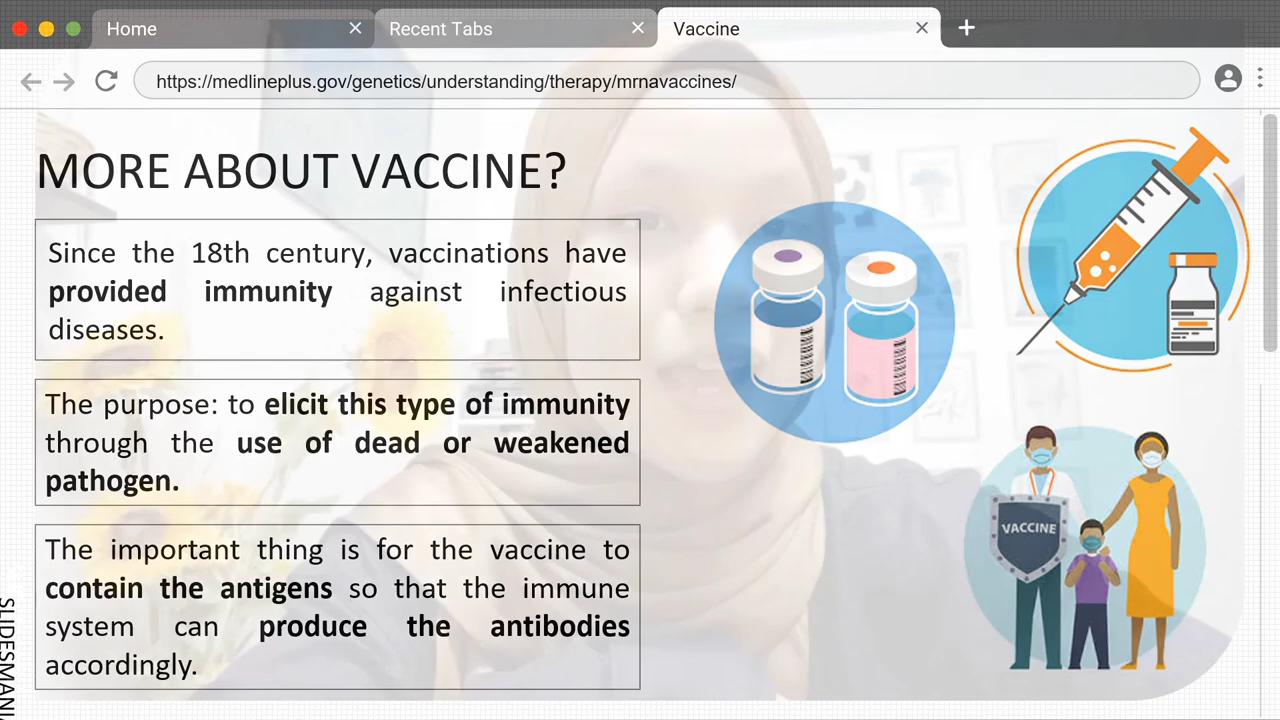 Home
Recent Tabs
Vaccine
https://medlineplus.gov/genetics/understanding/therapy/mrnavaccines/
MORE ABOUT VACCINE?
Since the 18th century, vaccinations have
provided immunity against infectious
diseases.
The purpose: to elicit this type of immunity
through the use of dead or weakened
pathogen.
The important thing is for the vaccine to
contain the antigens so that the immune
system can produce the antibodies
accordingly.
VACCINE
SLIDESMANI